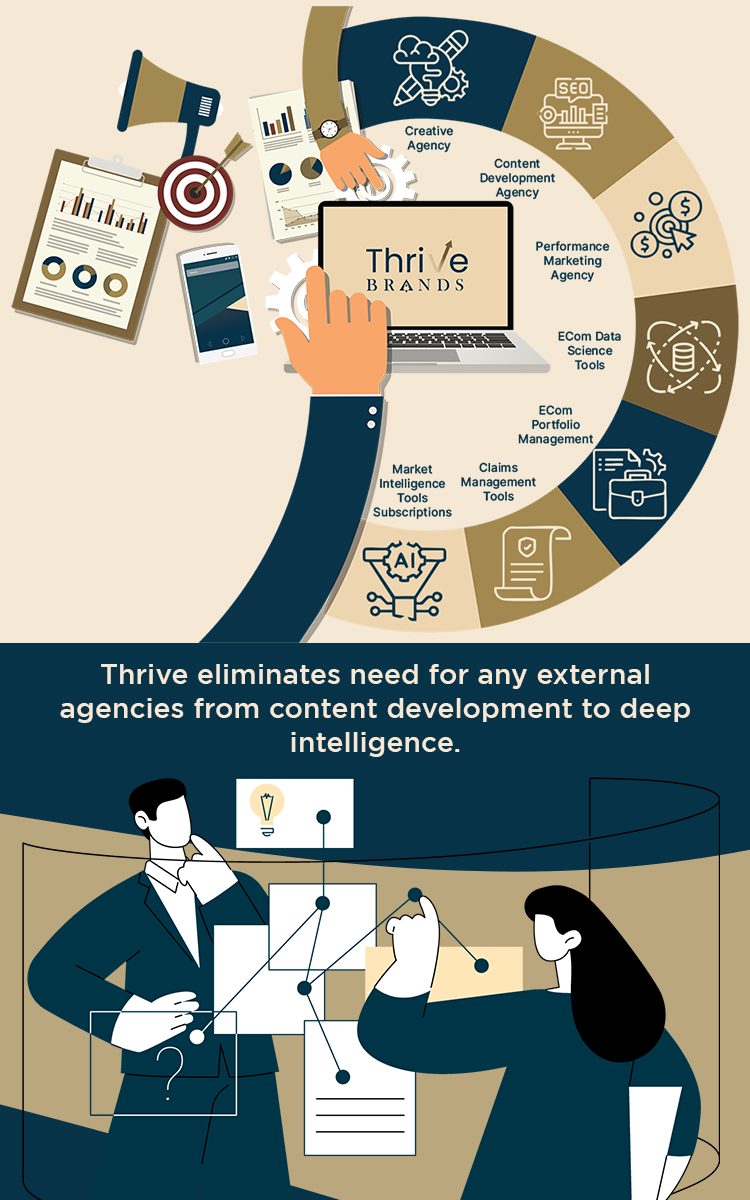 Creative
Agency
SEO
Content
Development
Agency
$
$
Performance
Marketing
Agency
Thrive
BRANDS
ECom Data
Science
Tools
ECom
Portfolio
Management
Claims
Management
Tools
Market
Intelligence
Tools
Subscriptions
AI
Thrive eliminates need for any external
agencies from content development to deep
intelligence.
?